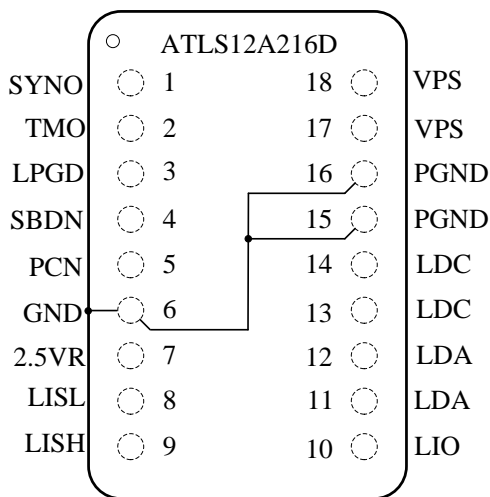 ATLS12A216D
SYNO 1 18 VPS
TMO 2 17 VPS
LPGD 3 16 PGND
SBDN 4 15 PGND
PCN 5 14 LDC
GND 6 13 LDC
2.5VR 7 12 LDA
LISL 8 11 LDA
LISH 9 10 LIO